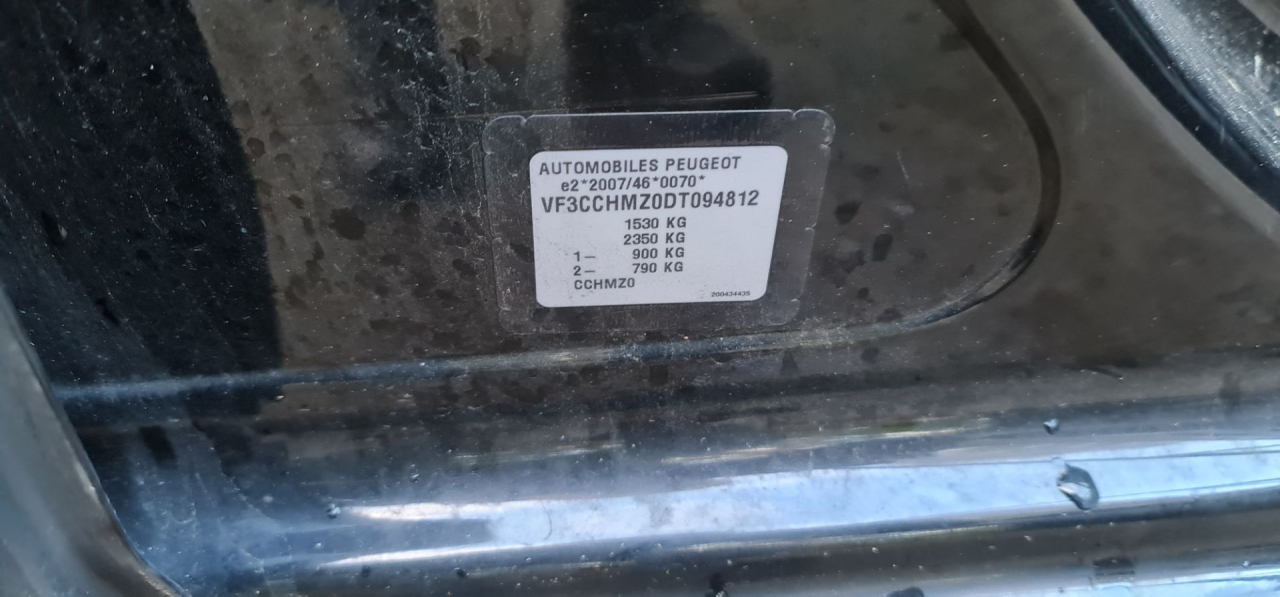 AUTOMOBILES PEUGEOT
e2*2007/46*0070*
VF3CCHMZ0DT094812
1530 KG
2350 KG
1- 900 KG
2- 790 KG
CCHMZ0
200434435